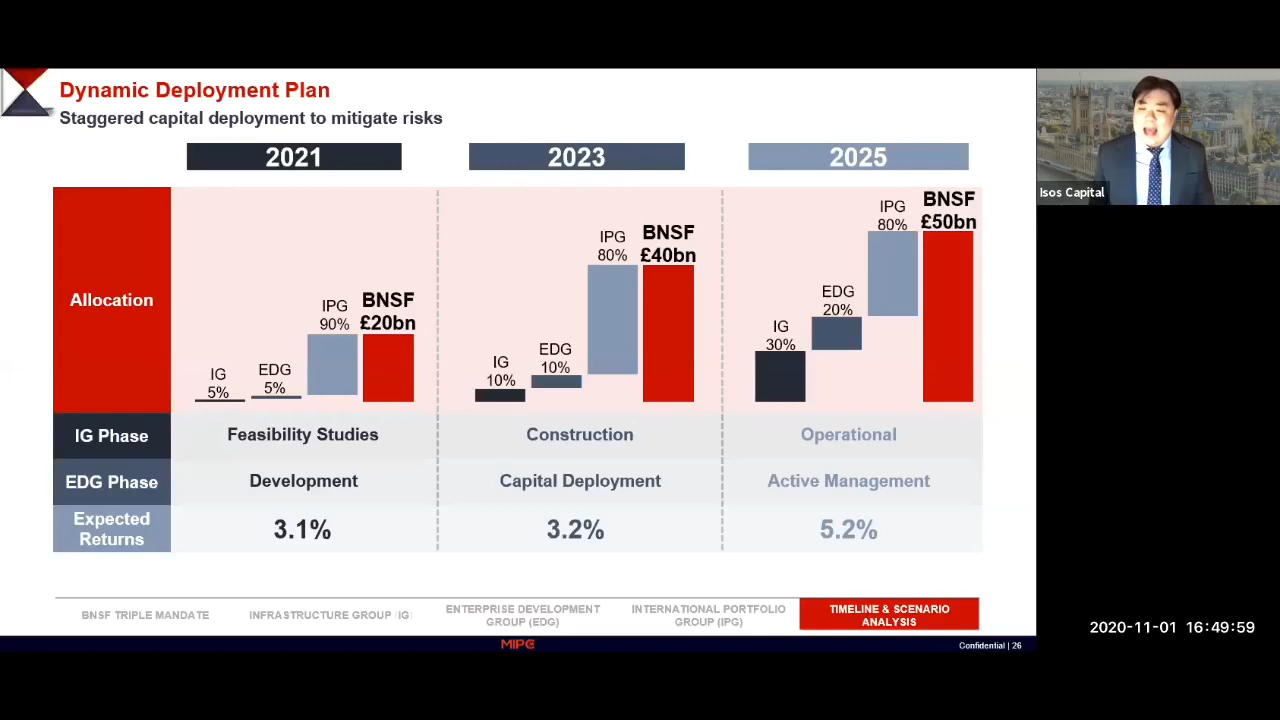 Dynamic Deployment Plan
Staggered capital deployment to mitigate risks
2021
2023
2025
Allocation
IG
5%
EDG
5%
IPG
90%
BNSF
£20bn
IG
10%
EDG
10%
IPG
80%
BNSF
£40bn
IG
30%
EDG
20%
IPG
80%
BNSF
£50bn
IG Phase
Feasibility Studies
Construction
Operational
EDG Phase
Development
Capital Deployment
Active Management
Expected
Returns
3.1%
3.2%
5.2%
BNSF TRIPLE MANDATE
INFRASTRUCTURE GROUP (IG)
ENTERPRISE DEVELOPMENT
GROUP (EDG)
INTERNATIONAL PORTFOLIO
GROUP (IPG)
TIMELINE & SCENARIO
ANALYSIS
MIPC
Confidential | 26
Isos Capital
2020-11-01 16:49:59